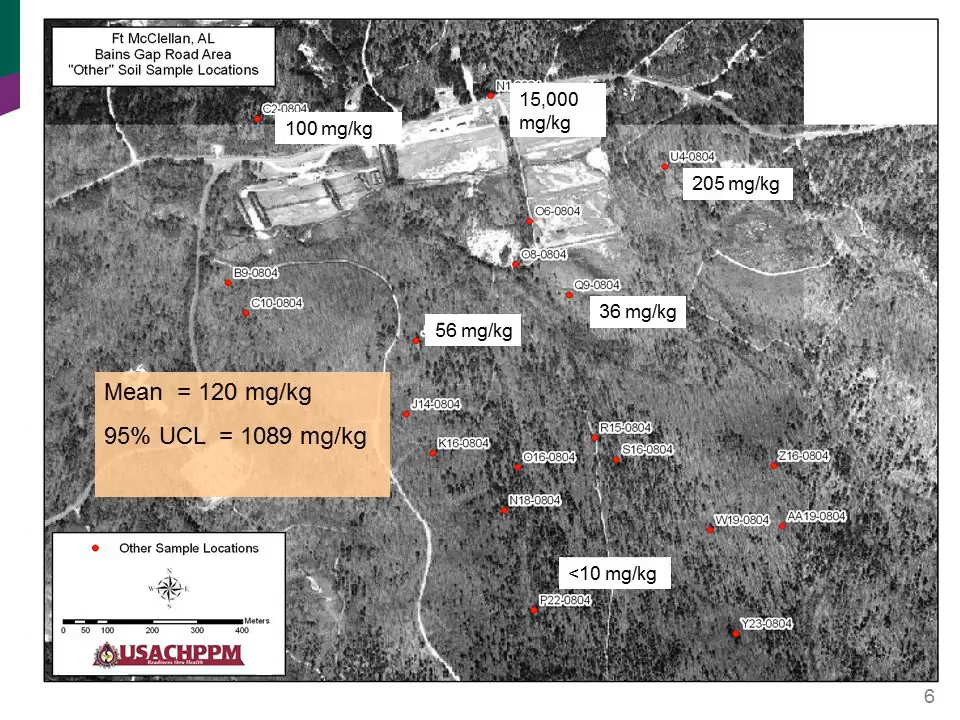 Ft McClellan, AL
Bains Gap Road Area
"Other" Soil Sample Locations
C2-0804
100 mg/kg
15,000
mg/kg
U4-0804
205 mg/kg
O6-0804
O8-0804
B9-0804
Q9-0804
C10-0804
36 mg/kg
56 mg/kg
Mean = 120 mg/kg
95% UCL = 1089 mg/kg
J14-0804
K16-0804
O16-0804
R15-0804
S16-0804
Z16-0804
N18-0804
W19-0804
AA19-0804
<10 mg/kg
P22-0804
Y23-0804
Other Sample Locations
N
W E
S
Meters
0 50 100 200 300 400
USACHPPM
Readiness thru Health
6